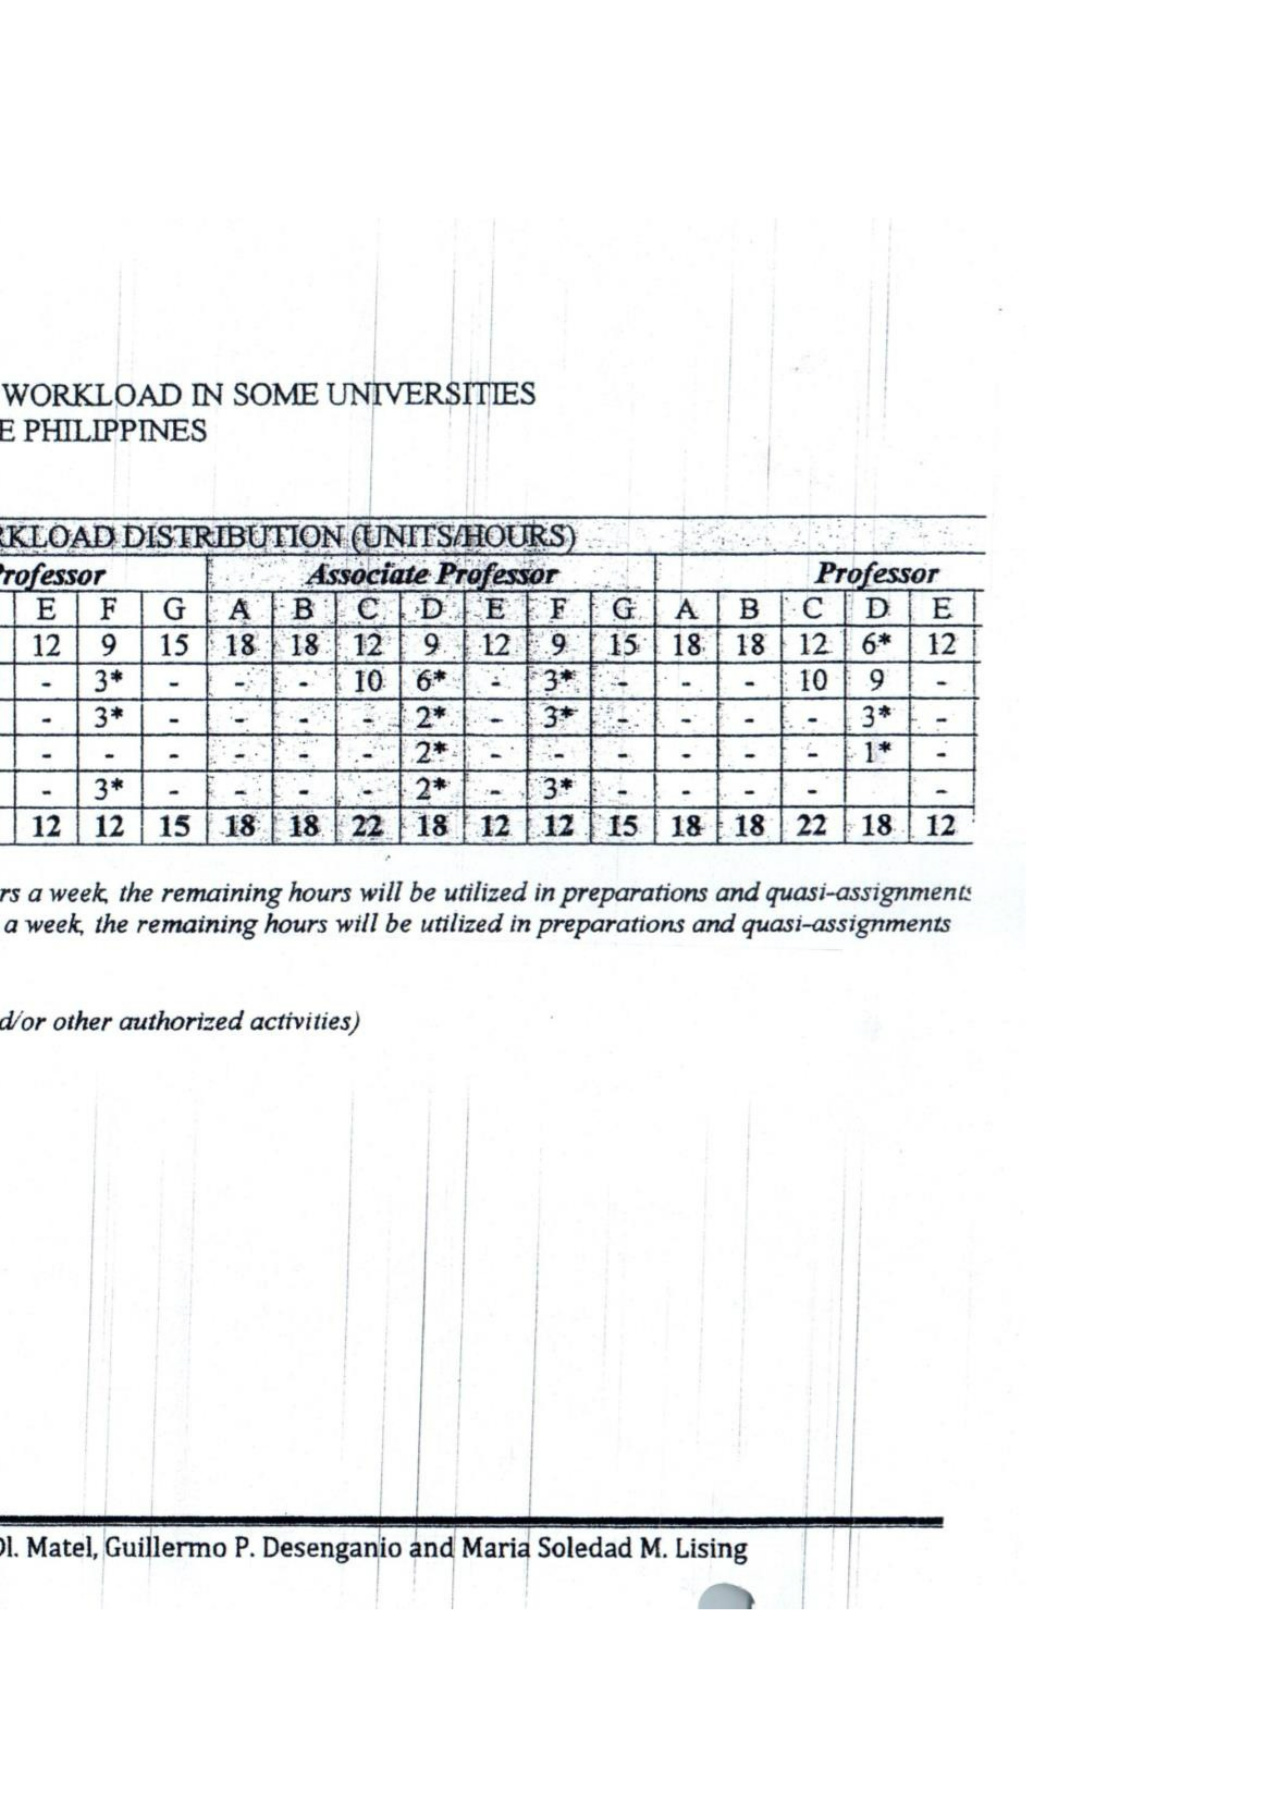 WORKLOAD IN SOME UNIVERSITIES
E PHILIPPINES
RKLOAD DISTRIBUTION (UNITS/HOURS)
Professor Associate Professor Professor
E F G A B C D E F G A B C D E
12 9 15 18 18 12 9 12 9 15 18 18 12 6* 12
- 3* - - - 10 6* - 3* - - - 10 9 -
- 3* - - - - 2* - 3* - - - - 3* -
- - - - - - 2* - - - - - - 1* -
- 3* - - - - 2* - 3* - - - - -
12 12 15 18 18 22 18 12 12 15 18 18 22 18 12
rs a week, the remaining hours will be utilized in preparations and quasi-assignments
a week, the remaining hours will be utilized in preparations and quasi-assignments
d/or other authorized activities)
Dl. Matel, Guillermo P. Desenganio and Maria Soledad M. Lising